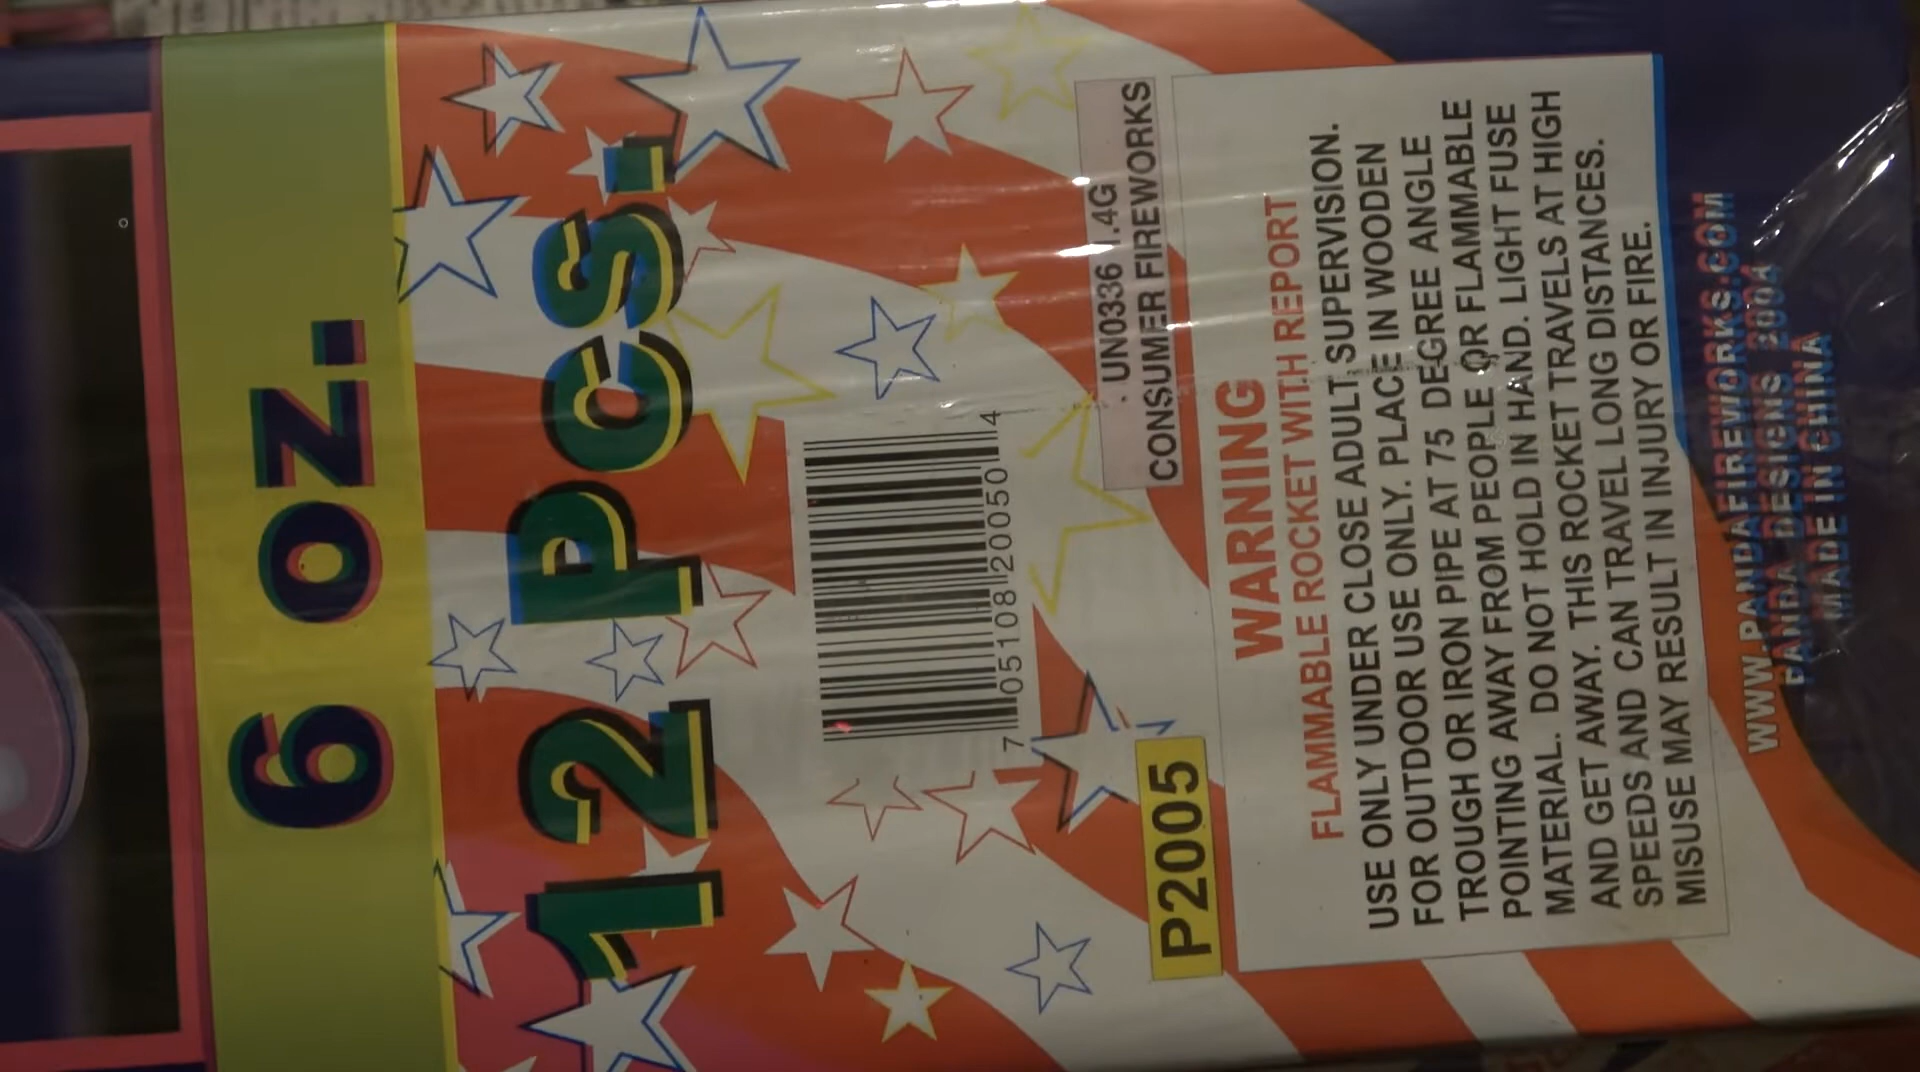 6 oz.
12 pcs.
7 05108 20050 4
P2005
UN0336 1.4G
CONSUMER FIREWORKS
WARNING
FLAMMABLE ROCKET WITH REPORT
USE ONLY UNDER CLOSE ADULT SUPERVISION.
FOR OUTDOOR USE ONLY. PLACE IN WOODEN
TROUGH OR IRON PIPE AT 75 DEGREE ANGLE
POINTING AWAY FROM PEOPLE OR FLAMMABLE
MATERIAL. DO NOT HOLD IN HAND. LIGHT FUSE
AND GET AWAY. THIS ROCKET TRAVELS AT HIGH
SPEEDS AND CAN TRAVEL LONG DISTANCES.
MISUSE MAY RESULT IN INJURY OR FIRE.
WWW.PANDAFIREWORKS.COM
PANDA DESIGNS 2004
MADE IN CHINA